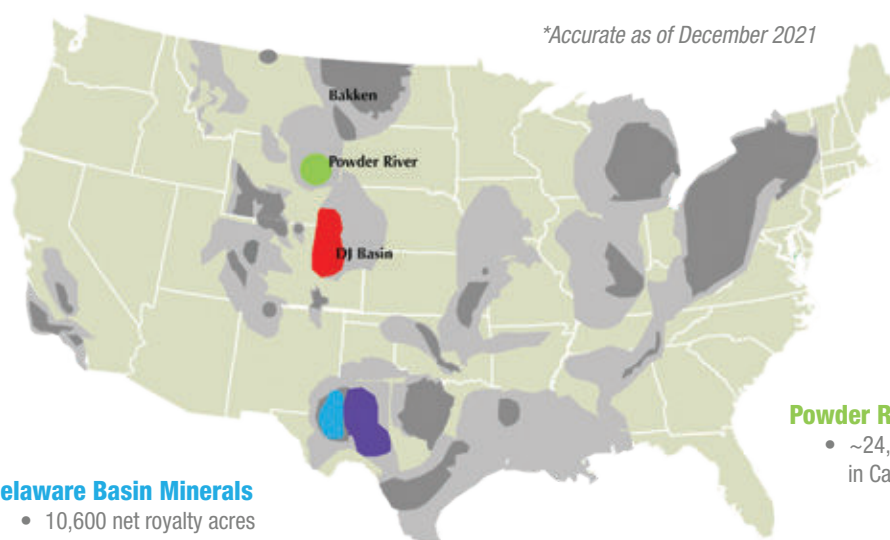 *Accurate as of December 2021
Bakken
Powder River
DJ Basin
Powder R
• ~24,
in Ca
elaware Basin Minerals
• 10,600 net royalty acres